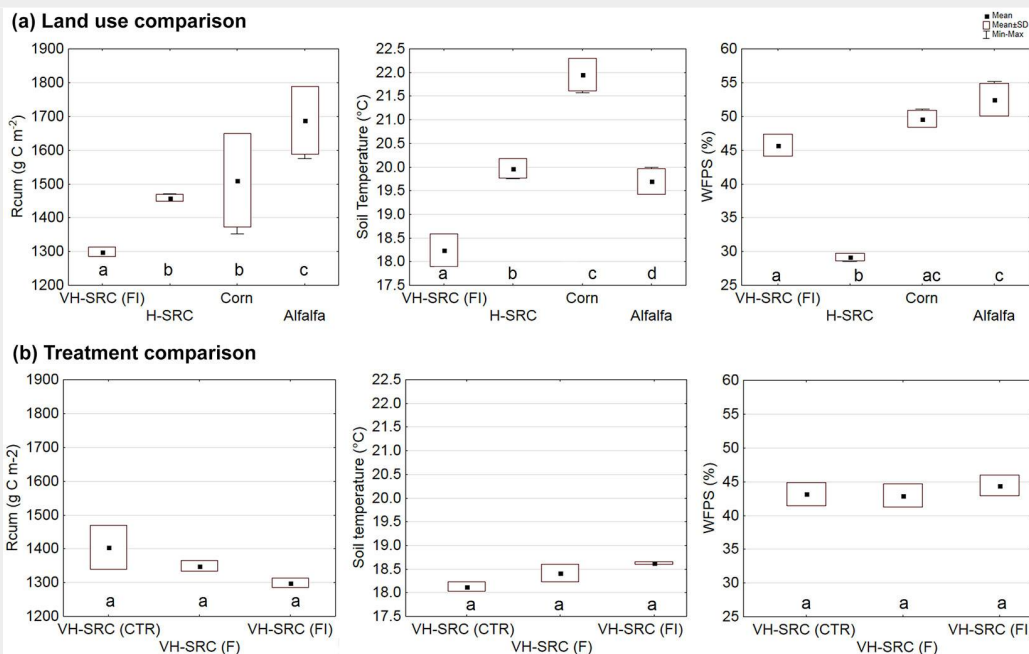 (a) Land use comparison
Mean
Mean±SD
Min-Max
Rcum (g C m-2)
1900
1800
1700
1600
1500
1400
1300
1200
a b b c
VH-SRC (FI) Corn
H-SRC Alfalfa
Soil Temperature (°C)
22.5
22.0
21.5
21.0
20.5
20.0
19.5
19.0
18.5
18.0
17.5
a b c d
VH-SRC (FI) Corn
H-SRC Alfalfa
WFPS (%)
60
55
50
45
40
35
30
25
a b ac c
VH-SRC (FI) Corn
H-SRC Alfalfa
(b) Treatment comparison
Rcum (g C m-2)
1900
1800
1700
1600
1500
1400
1300
1200
a a a
VH-SRC (CTR) VH-SRC (FI)
VH-SRC (F)
Soil temperature (°C)
22.5
22.0
21.5
21.0
20.5
20.0
19.5
19.0
18.5
18.0
17.5
a a a
VH-SRC (CTR) VH-SRC (FI)
VH-SRC (F)
WFPS (%)
60
55
50
45
40
35
30
25
a a a
VH-SRC (CTR) VH-SRC (FI)
VH-SRC (F)